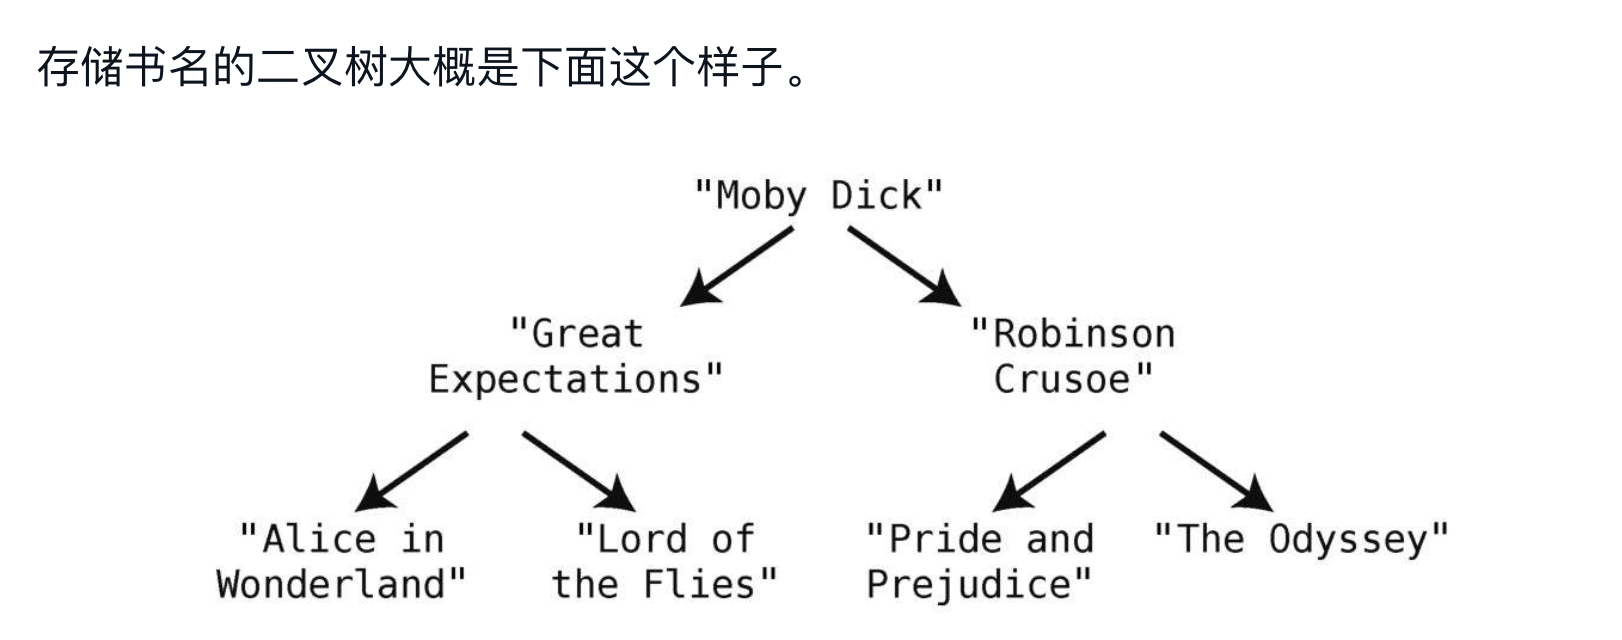 存储书名的二叉树大概是下面这个样子。
"Moby Dick"
"Great
Expectations"
"Robinson
Crusoe"
"Alice in
Wonderland"
"Lord of
the Flies"
"Pride and
Prejudice"
"The Odyssey"